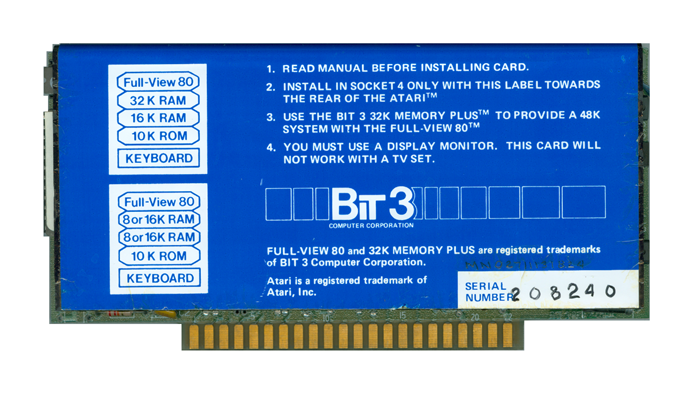 Full-View 80
32 K RAM
16 K RAM
10 K ROM
KEYBOARD
Full-View 80
8 or 16K RAM
8 or 16K RAM
10 K ROM
KEYBOARD
1. READ MANUAL BEFORE INSTALLING CARD.
2. INSTALL IN SOCKET 4 ONLY WITH THIS LABEL TOWARDS
THE REAR OF THE ATARI™
3. USE THE BIT 3 32K MEMORY PLUS™ TO PROVIDE A 48K
SYSTEM WITH THE FULL-VIEW 80™
4. YOU MUST USE A DISPLAY MONITOR. THIS CARD WILL
NOT WORK WITH A TV SET.
BIT 3
COMPUTER CORPORATION
FULL-VIEW 80 and 32K MEMORY PLUS are registered trademarks
of BIT 3 Computer Corporation.
Atari is a registered trademark of
Atari, Inc.
SERIAL
NUMBER 208240